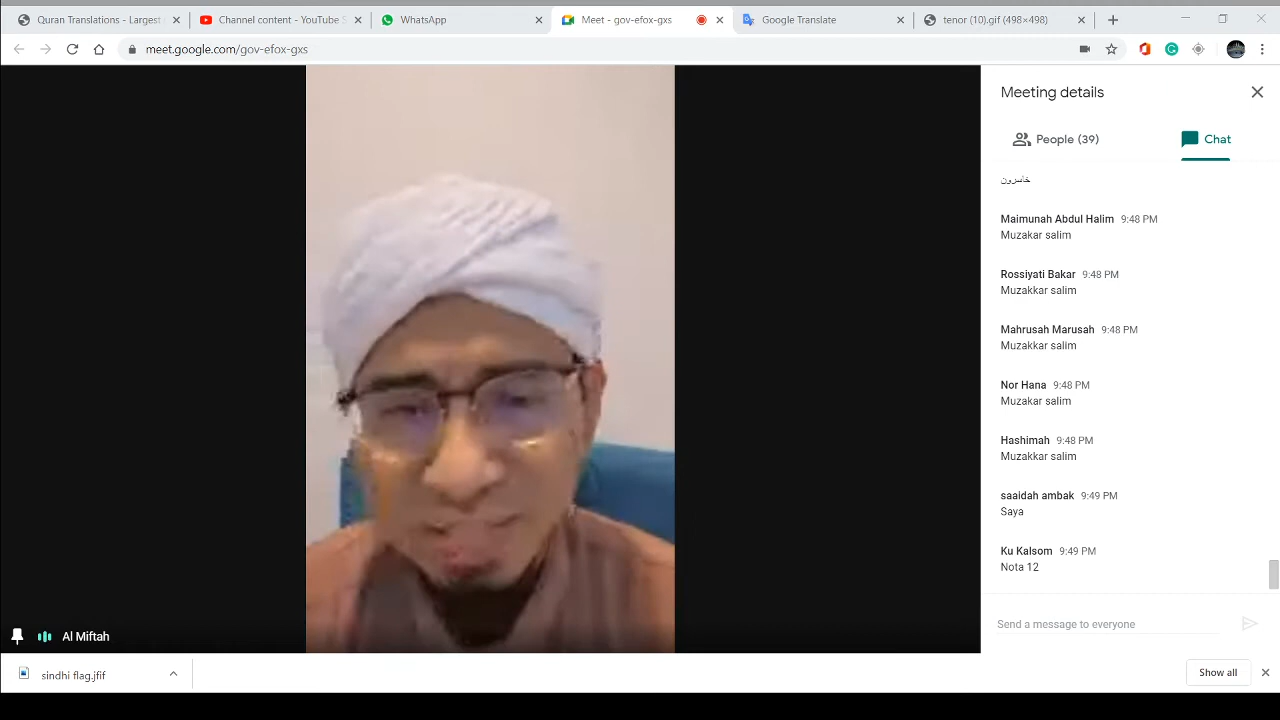 Quran Translations - Largest
Channel content - YouTube S
WhatsApp
Meet - gov-efox-gxs
Google Translate
tenor (10).gif (498×498)
meet.google.com/gov-efox-gxs
Meeting details
People (39)
Chat
خاسرون
Maimunah Abdul Halim 9:48 PM
Muzakar salim
Rossiyati Bakar 9:48 PM
Muzakkar salim
Mahrusah Marusah 9:48 PM
Muzakkar salim
Nor Hana 9:48 PM
Muzakar salim
Hashimah 9:48 PM
Muzakkar salim
saaidah ambak 9:49 PM
Saya
Ku Kalsom 9:49 PM
Nota 12
Send a message to everyone
Al Miftah
sindhi flag.jfif
Show all